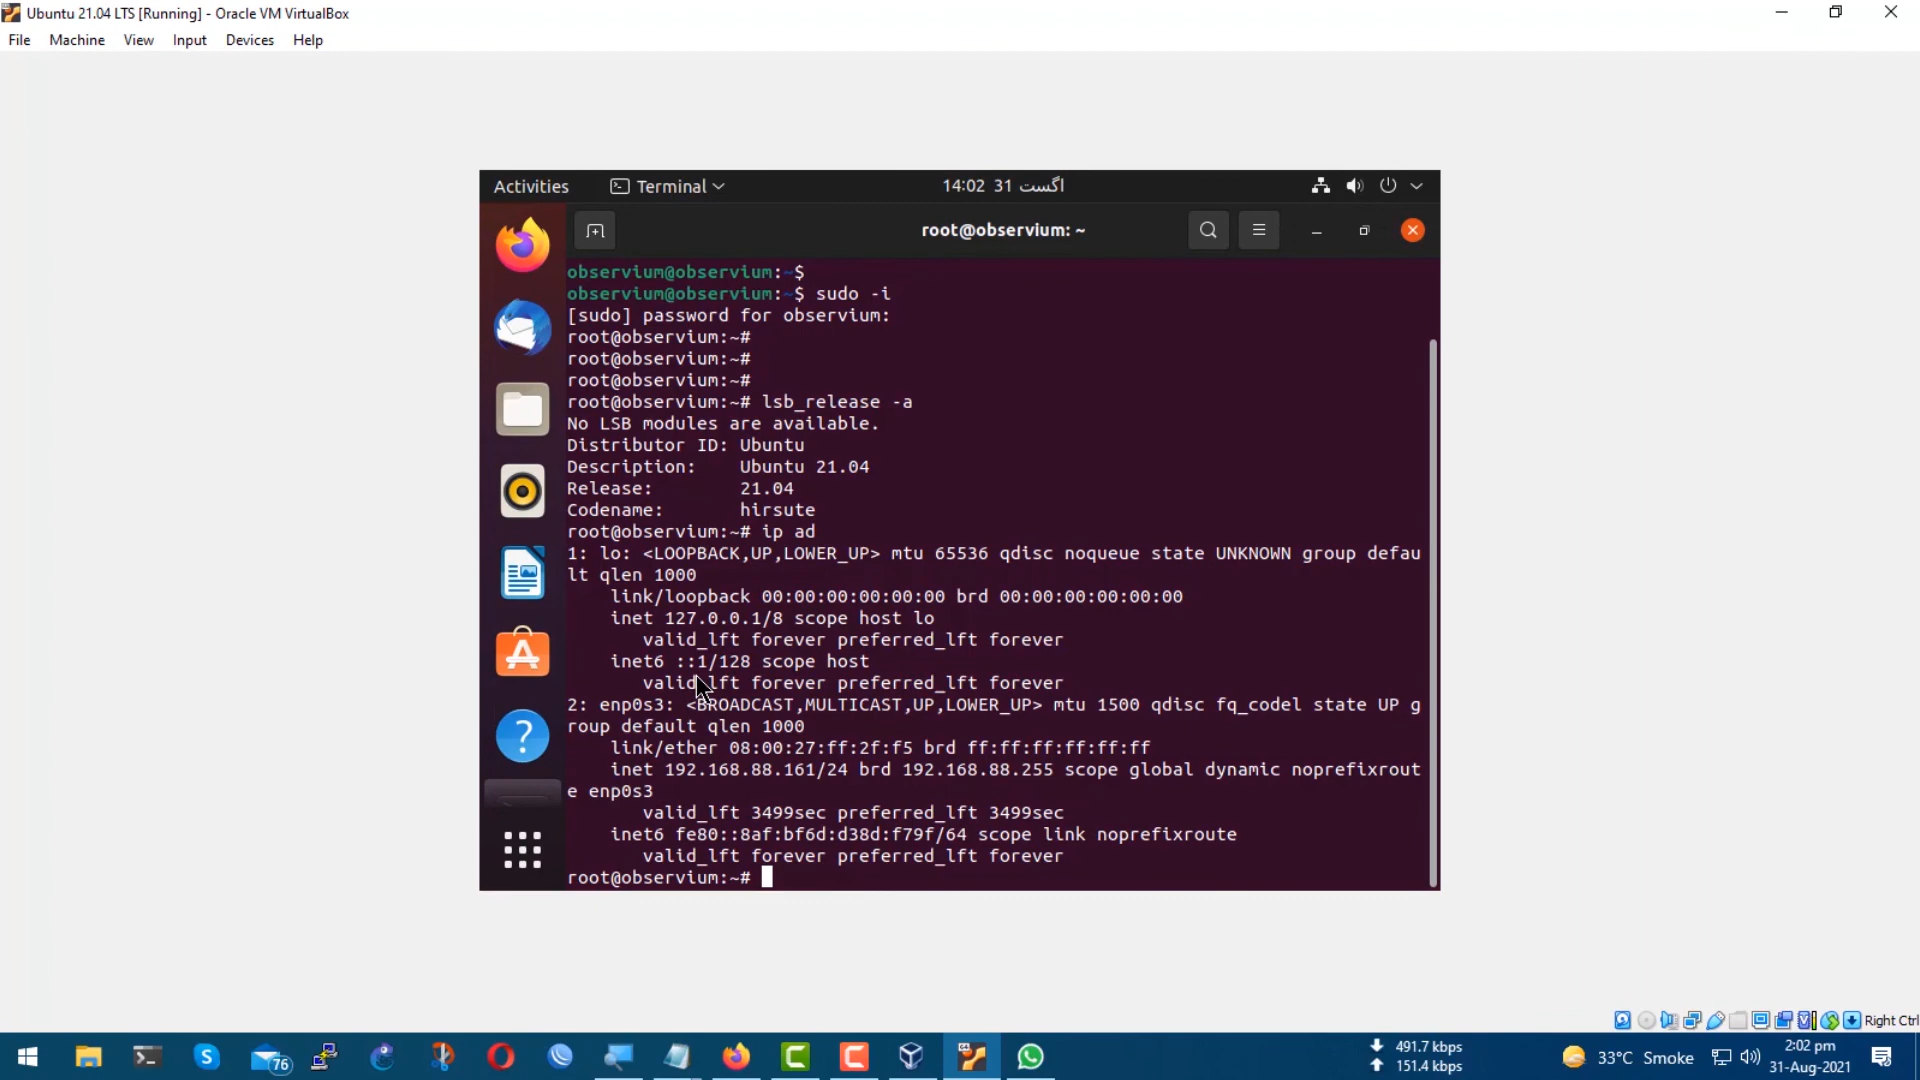 Ubuntu 21.04 LTS [Running] - Oracle VM VirtualBox
File Machine View Input Devices Help
Activities Terminal 14:02 31 اگست
root@observium: ~
observium@observium:~$
observium@observium:~$ sudo -i
[sudo] password for observium:
root@observium:~#
root@observium:~#
root@observium:~#
root@observium:~# lsb_release -a
No LSB modules are available.
Distributor ID: Ubuntu
Description: Ubuntu 21.04
Release: 21.04
Codename: hirsute
root@observium:~# ip ad
1: lo: <LOOPBACK,UP,LOWER_UP> mtu 65536 qdisc noqueue state UNKNOWN group defau
lt qlen 1000
link/loopback 00:00:00:00:00:00 brd 00:00:00:00:00:00
inet 127.0.0.1/8 scope host lo
valid_lft forever preferred_lft forever
inet6 ::1/128 scope host
valid_lft forever preferred_lft forever
2: enp0s3: <BROADCAST,MULTICAST,UP,LOWER_UP> mtu 1500 qdisc fq_codel state UP g
roup default qlen 1000
link/ether 08:00:27:ff:2f:f5 brd ff:ff:ff:ff:ff:ff
inet 192.168.88.161/24 brd 192.168.88.255 scope global dynamic noprefixrout
e enp0s3
valid_lft 3499sec preferred_lft 3499sec
inet6 fe80::8af:bf6d:d38d:f79f/64 scope link noprefixroute
valid_lft forever preferred_lft forever
root@observium:~#
Right Ctrl
76
491.7 kbps
151.4 kbps
33°C Smoke
2:02 pm
31-Aug-2021